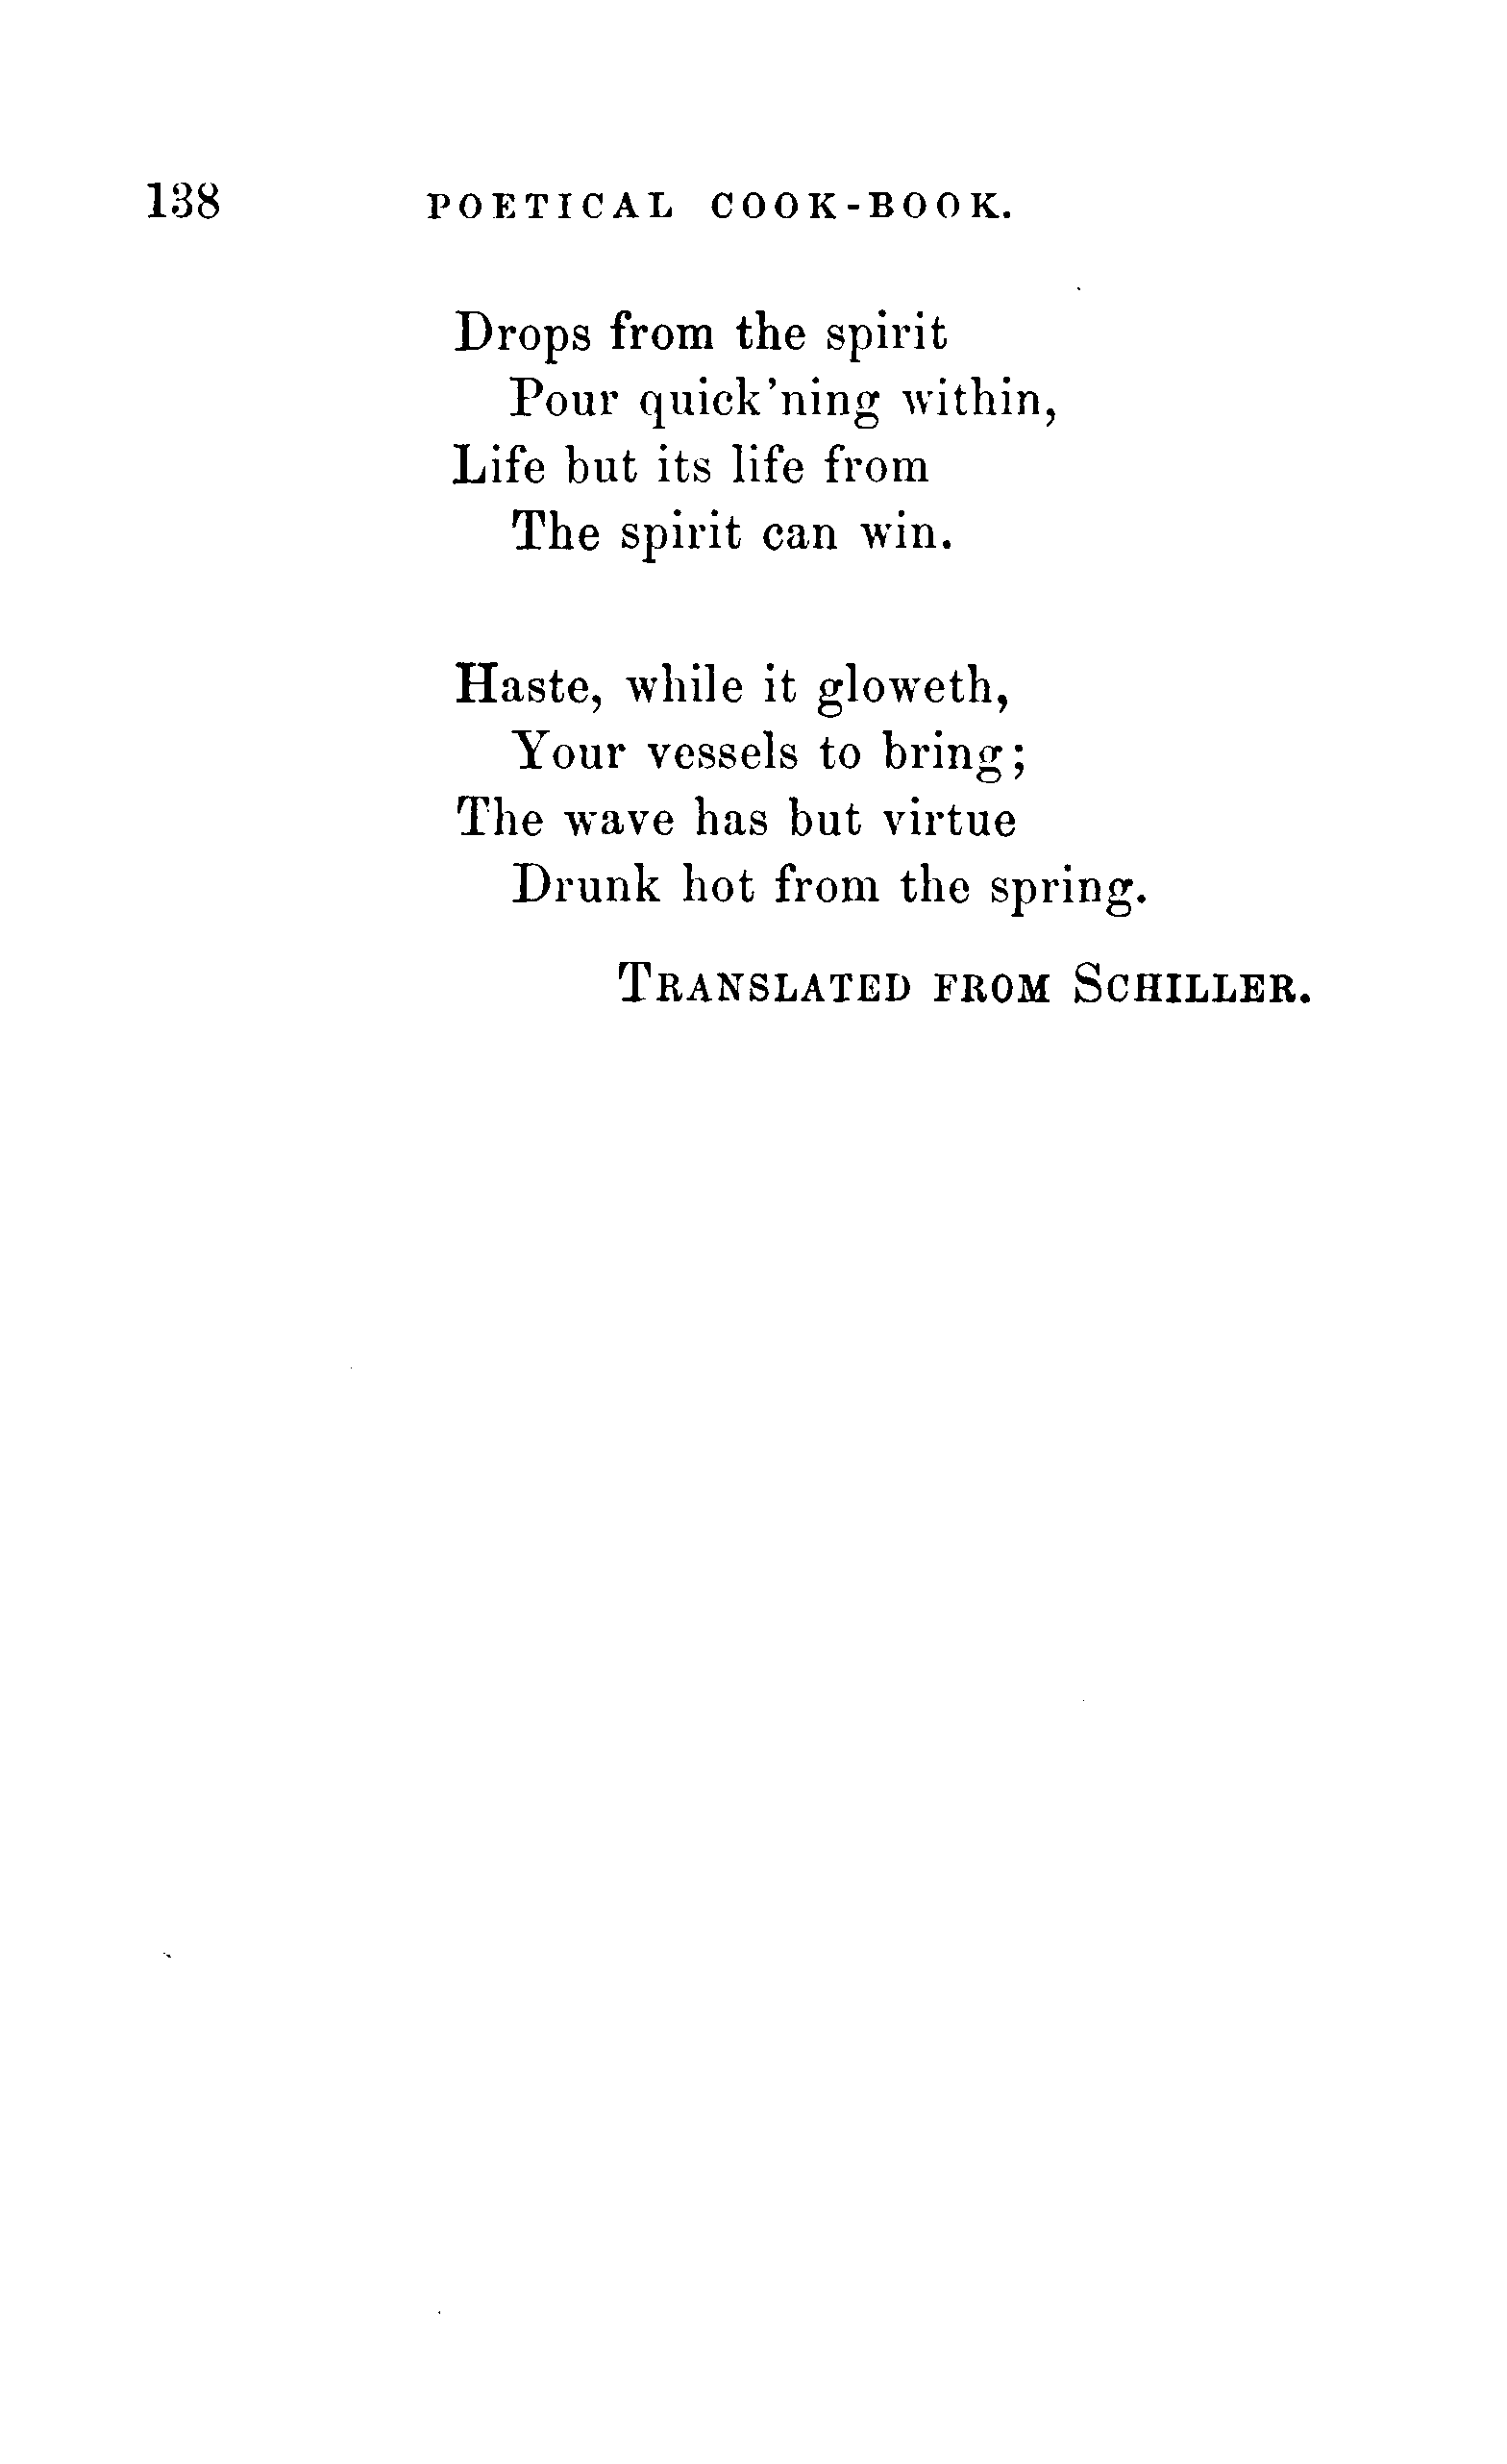 138 POETICAL COOK-BOOK.
Drops from the spirit
Pour quick'ning within,
Life but its life from
The spirit can win.
Haste, while it gloweth,
Your vessels to bring;
The wave has but virtue
Drunk hot from the spring.
TRANSLATED FROM SCHILLER.